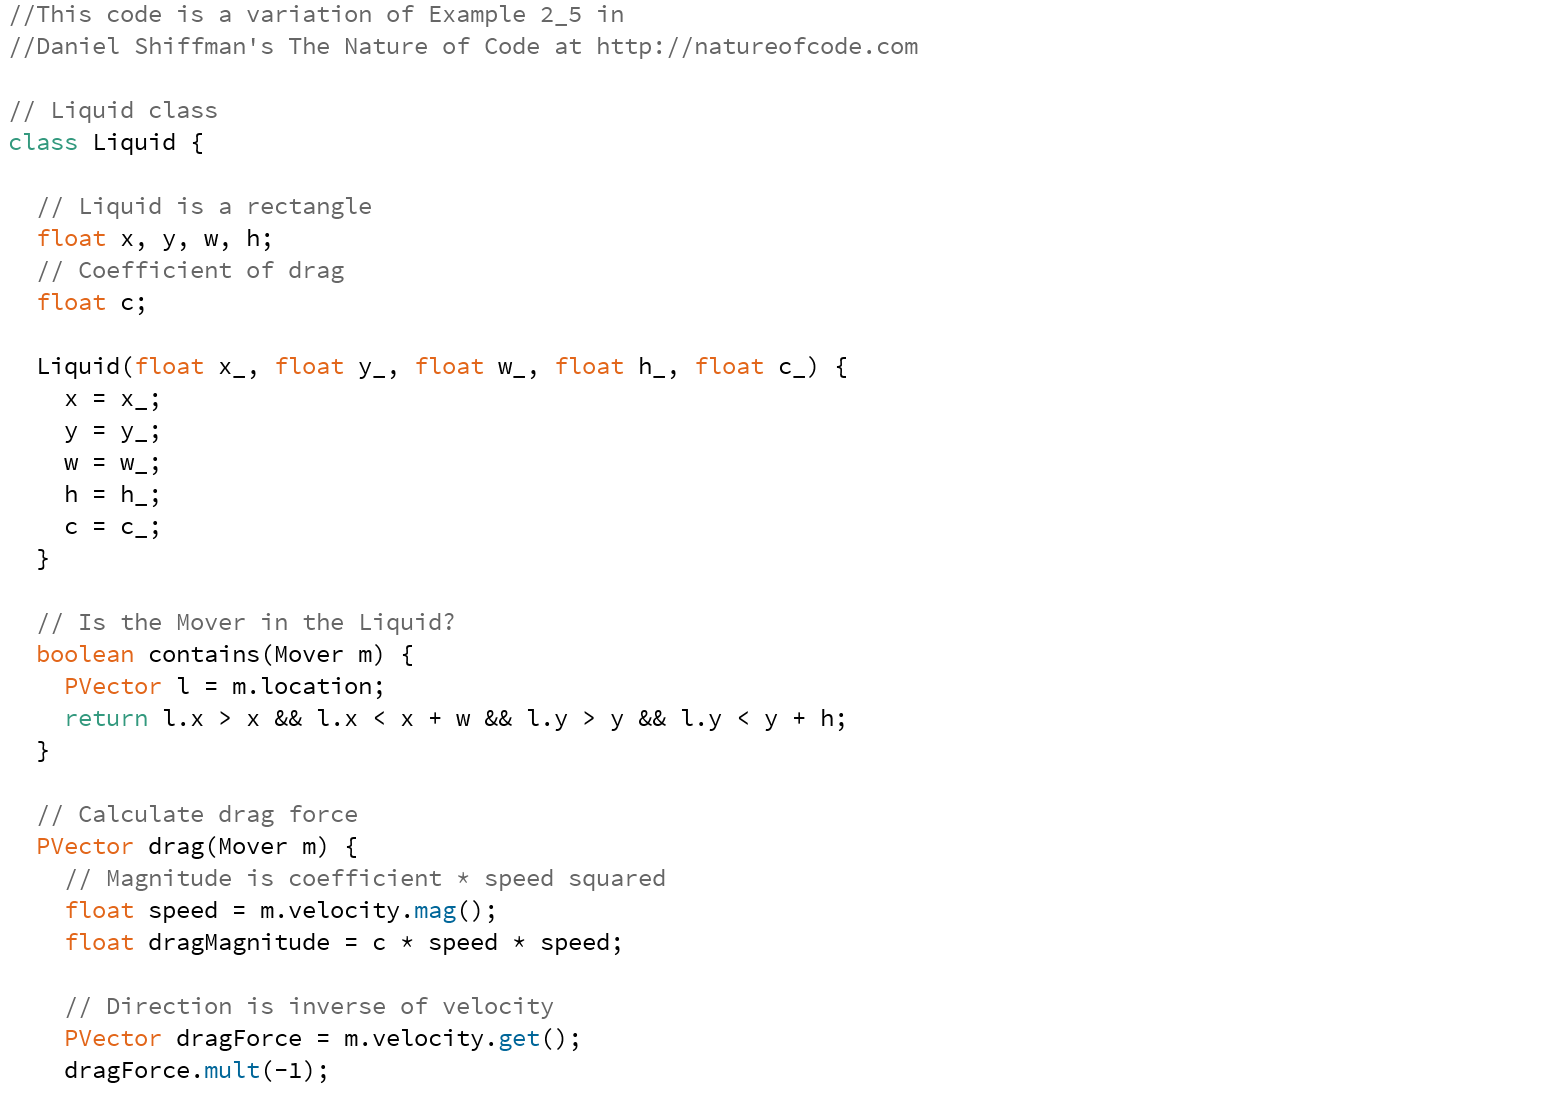 //This code is a variation of Example 2_5 in
//Daniel Shiffman's The Nature of Code at http://natureofcode.com

// Liquid class
class Liquid {

  // Liquid is a rectangle
  float x, y, w, h;
  // Coefficient of drag
  float c;

  Liquid(float x_, float y_, float w_, float h_, float c_) {
    x = x_;
    y = y_;
    w = w_;
    h = h_;
    c = c_;
  }

  // Is the Mover in the Liquid?
  boolean contains(Mover m) {
    PVector l = m.location;
    return l.x > x && l.x < x + w && l.y > y && l.y < y + h;
  }

  // Calculate drag force
  PVector drag(Mover m) {
    // Magnitude is coefficient * speed squared
    float speed = m.velocity.mag();
    float dragMagnitude = c * speed * speed;

    // Direction is inverse of velocity
    PVector dragForce = m.velocity.get();
    dragForce.mult(-1);